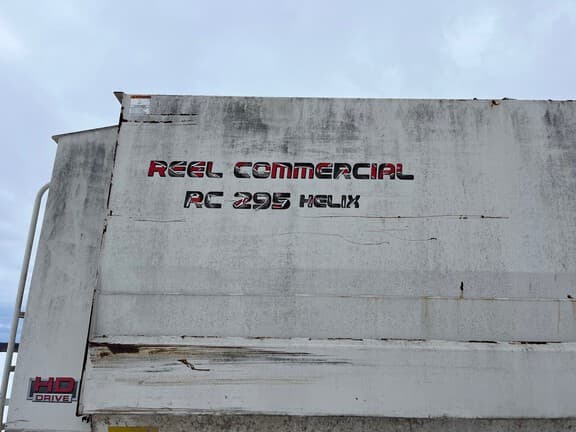 REEL COMMERCIAL
RC 295 HELIX
HD
DRIVE